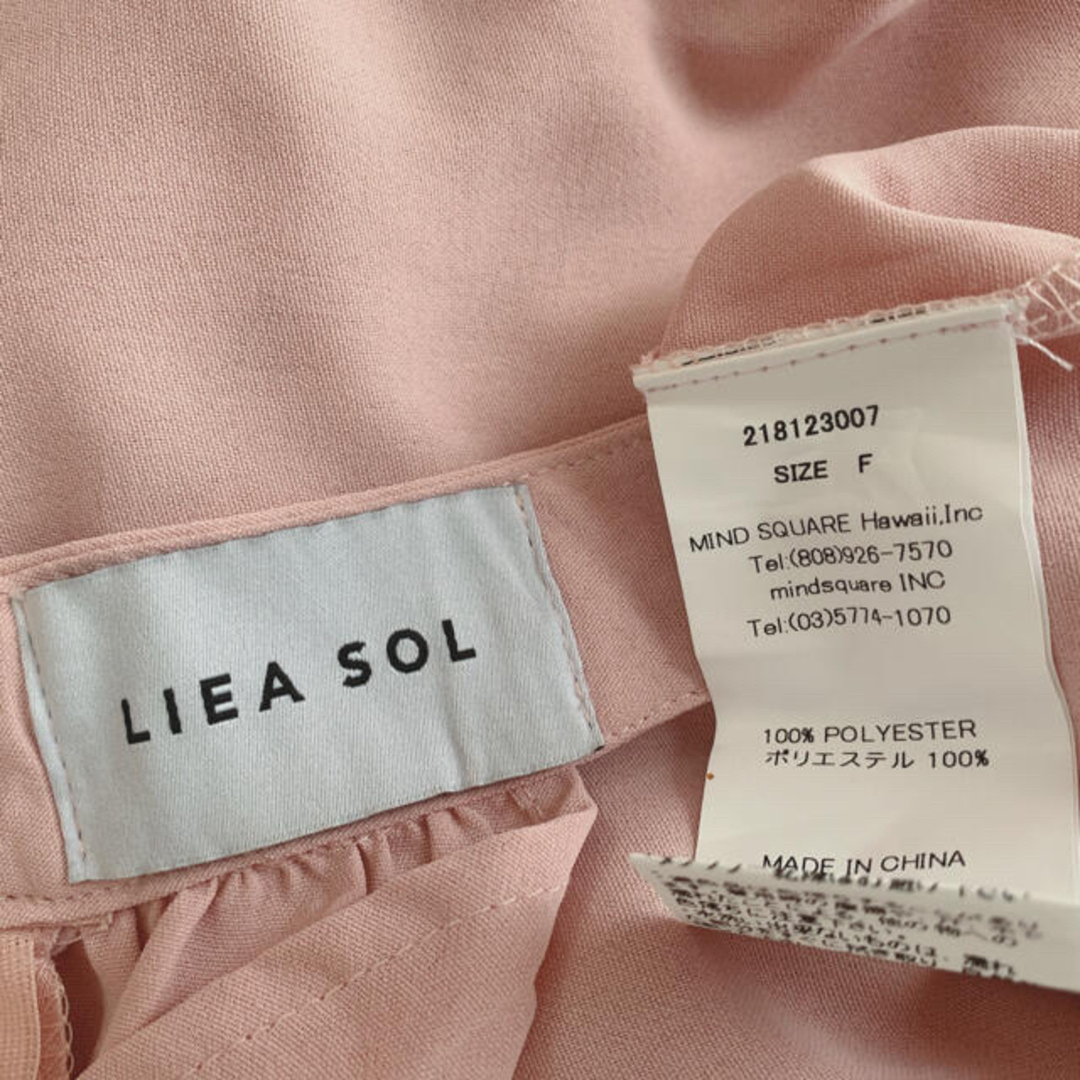 LIEA SOL
218123007
SIZE F
MIND SQUARE Hawaii,Inc
Tel:(808)926-7570
mindsquare INC
Tel:(03)5774-1070
100% POLYESTER
ポリエステル 100%
MADE IN CHINA